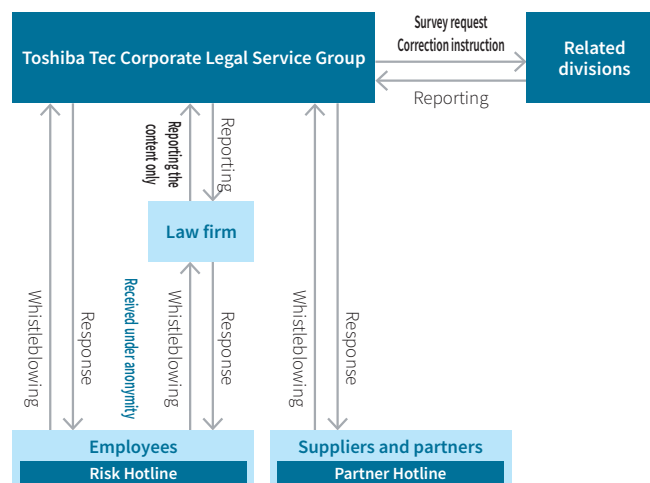 Survey request
Correction instruction
Toshiba Tec Corporate Legal Service Group
Related
divisions
Reporting
Reporting the
content only
Reporting
Law firm
Whistleblowing
Response
Received under anonymity
Whistleblowing
Response
Whistleblowing
Response
Employees
Risk Hotline
Suppliers and partners
Partner Hotline